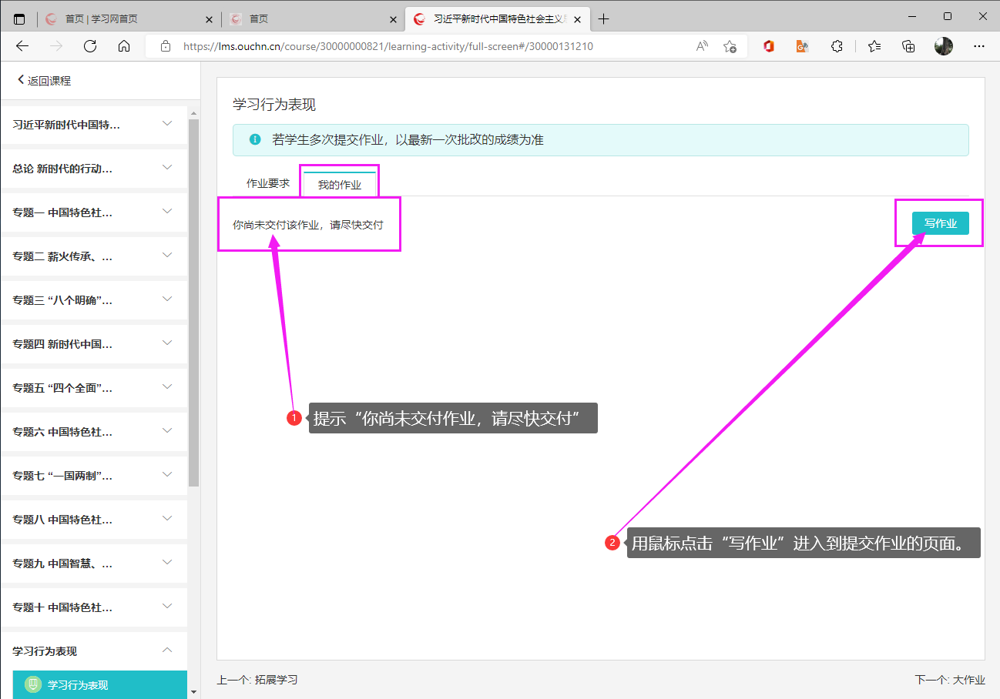 首页 | 学习网首页
首页
习近平新时代中国特色社会主义
https://lms.ouchn.cn/course/30000000821/learning-activity/full-screen#/30000131210
返回课程
习近平新时代中国特...
总论 新时代的行动...
专题一 中国特色社...
专题二 薪火传承、...
专题三 “八个明确”...
专题四 新时代中国...
专题五 “四个全面”...
专题六 中国特色社...
专题七 “一国两制”...
专题八 中国特色社...
专题九 中国智慧、...
专题十 中国特色社...
学习行为表现
学习行为表现
学习行为表现
若学生多次提交作业，以最新一次批改的成绩为准
作业要求
我的作业
你尚未交付该作业，请尽快交付
写作业
1 提示“你尚未交付作业，请尽快交付”
2 用鼠标点击“写作业”进入到提交作业的页面。
上一个: 拓展学习
下一个: 大作业